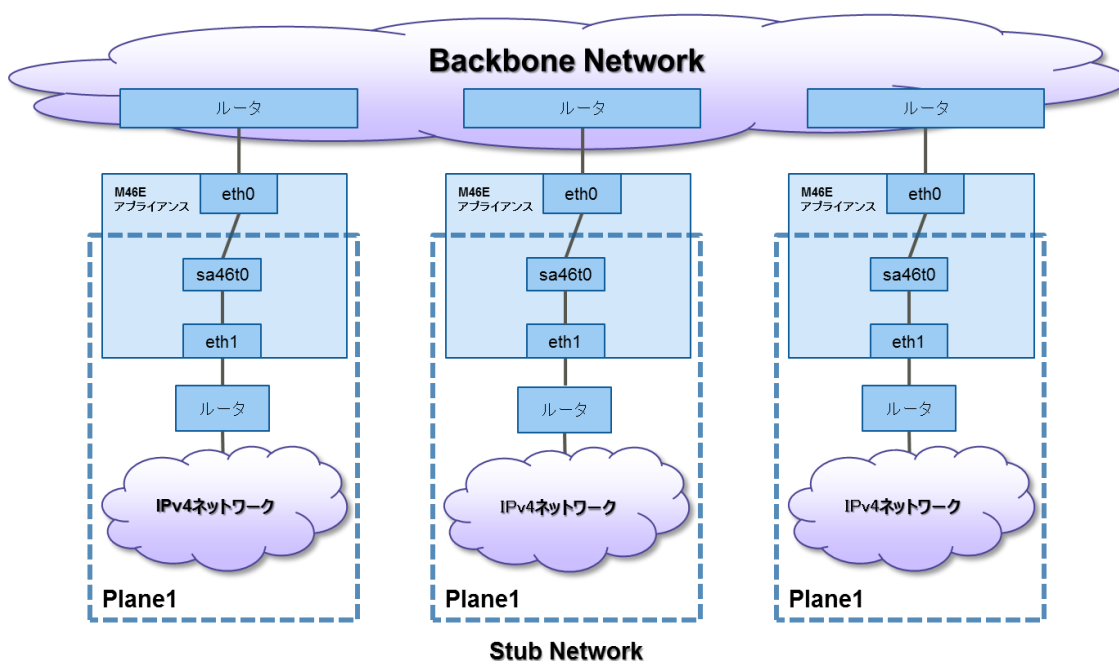 Backbone Network
ルータ
ルータ
ルータ
M46E
アプライアンス
eth0
M46E
アプライアンス
eth0
M46E
アプライアンス
eth0
sa46t0
sa46t0
sa46t0
eth1
eth1
eth1
ルータ
ルータ
ルータ
IPv4ネットワーク
IPv4ネットワーク
IPv4ネットワーク
Plane1
Plane1
Plane1
Stub Network